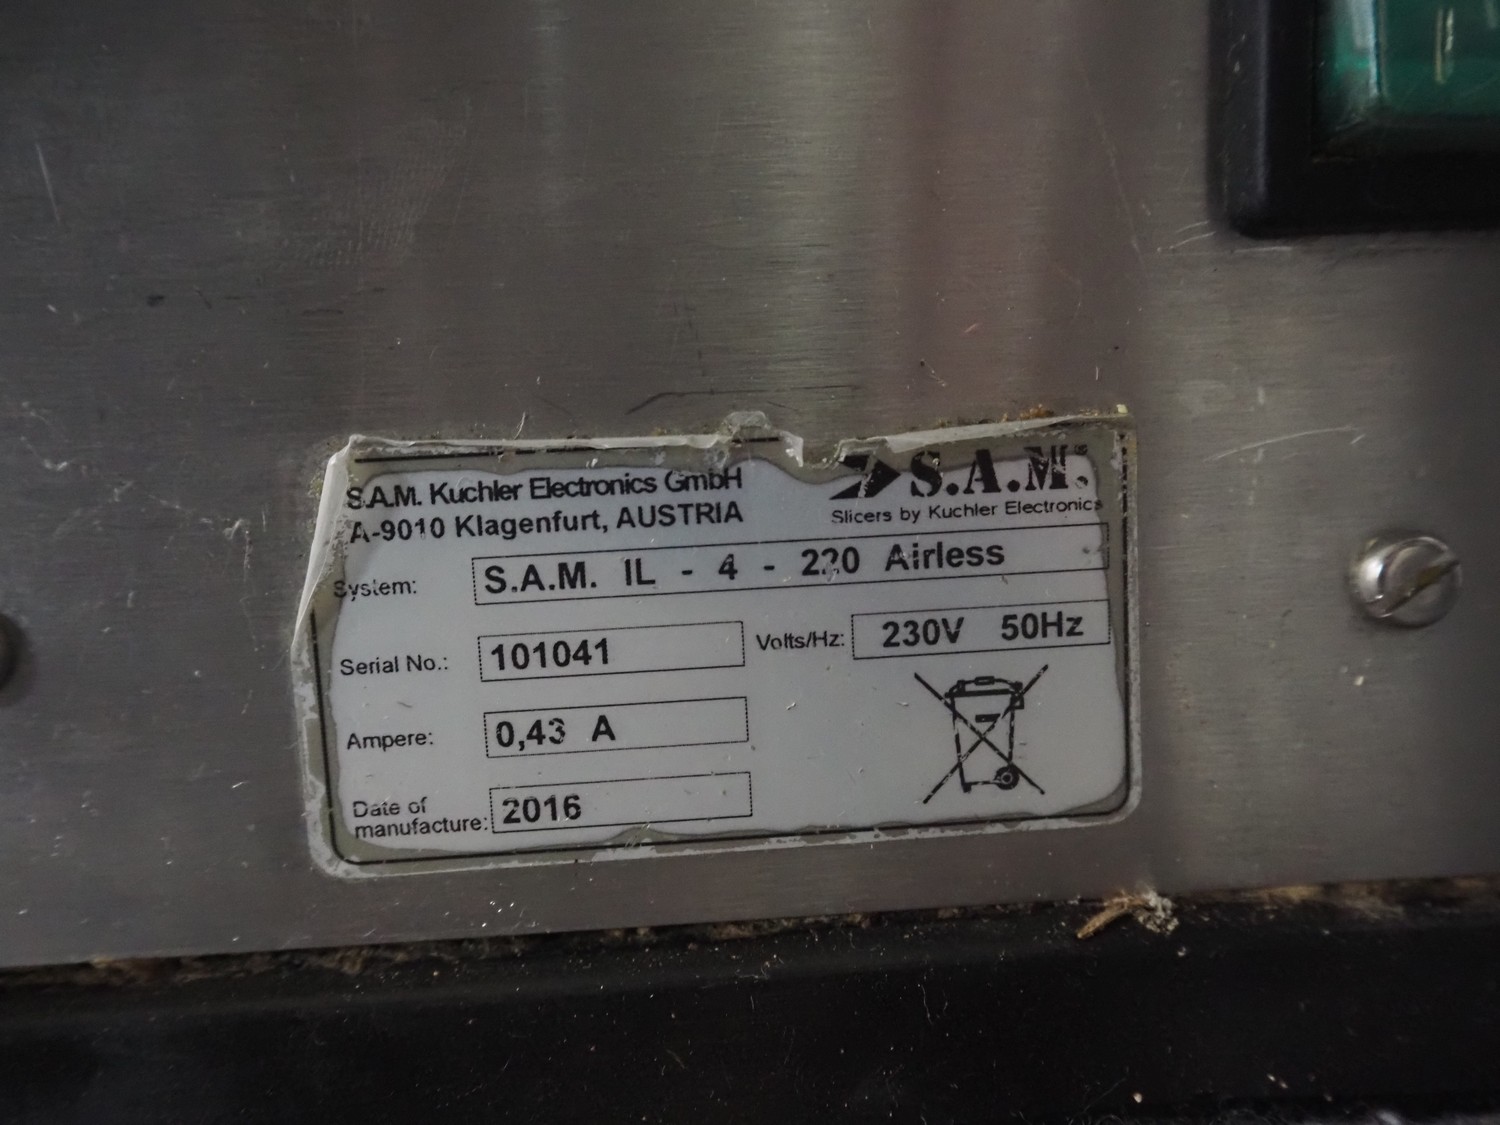 S.A.M. Kuchler Electronics GmbH
A-9010 Klagenfurt, AUSTRIA
S.A.M.
Slicers by Kuchler Electronics
System: S.A.M. IL - 4 - 220 Airless
Serial No.: 101041 Volts/Hz: 230V 50Hz
Ampere: 0,43 A
Date of
manufacture: 2016